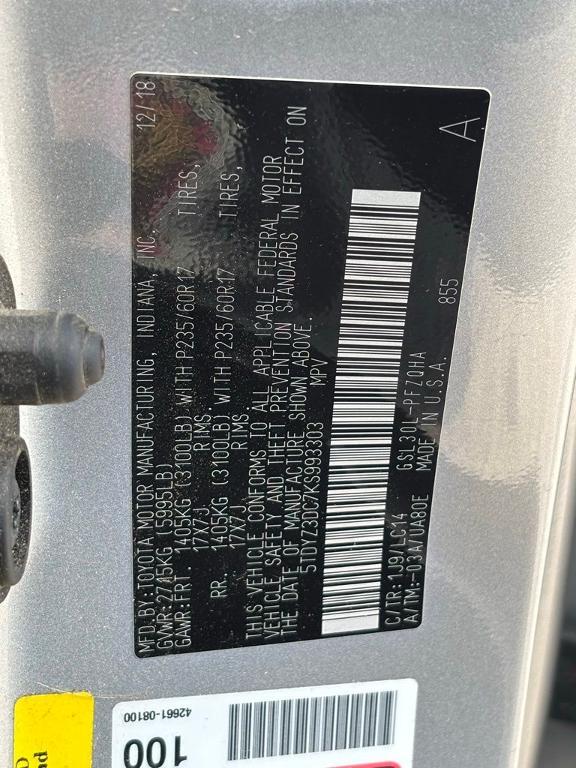 MFD.BY:TOYOTA MOTOR MANUFACTURING, INDIANA, INC. 12/18
GVWR:2715KG (5995LB)
GAWR:FRT. 1405KG (3100LB) WITH P235/60R17 TIRES,
17X7J RIMS.
RR. 1405KG (3100LB) WITH P235/60R17 TIRES,
17X7J RIMS.
THIS VEHICLE CONFORMS TO ALL APPLICABLE FEDERAL MOTOR
VEHICLE SAFETY AND THEFT PREVENTION STANDARDS IN EFFECT ON
THE DATE OF MANUFACTURE SHOWN ABOVE.
5TDYZ3DC7KS993303 MPV
C/TR:1J9/LC14 GSL30L-PFZQHA 855
A/TM:-03A/UA80E MADE IN U.S.A. A
42661-08100
100